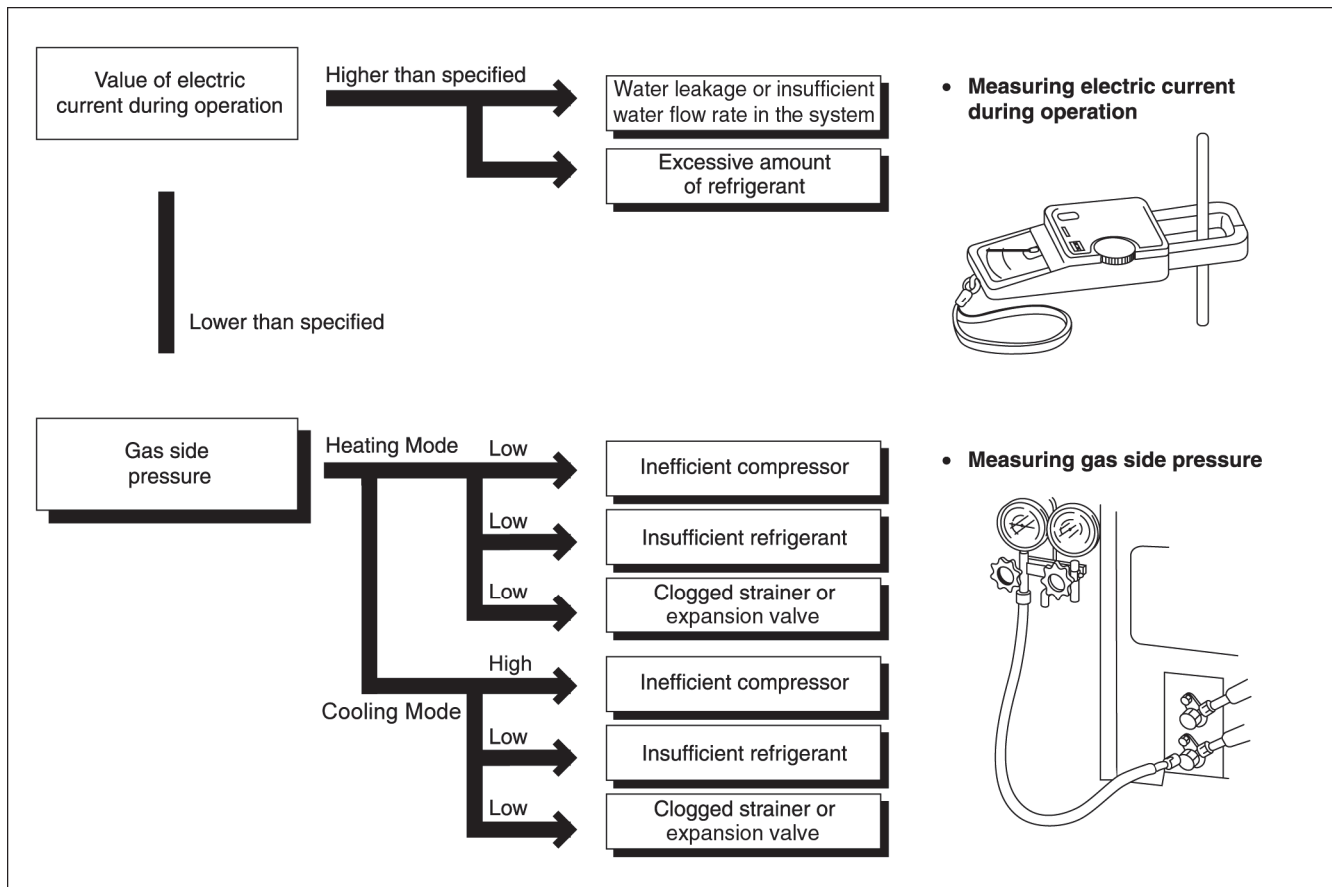 Value of electric
current during operation
Higher than specified
Water leakage or insufficient
water flow rate in the system
Excessive amount
of refrigerant
• Measuring electric current
during operation
Lower than specified
Gas side
pressure
Heating Mode
Low
Inefficient compressor
Low
Insufficient refrigerant
Low
Clogged strainer or
expansion valve
Cooling Mode
High
Inefficient compressor
Low
Insufficient refrigerant
Low
Clogged strainer or
expansion valve
• Measuring gas side pressure